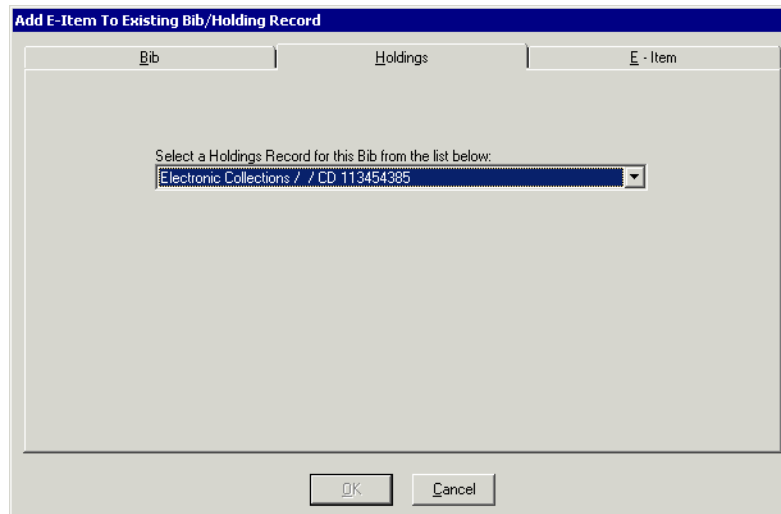 Add E-Item To Existing Bib/Holding Record
Bib Holdings E - Item
Select a Holdings Record for this Bib from the list below:
Electronic Collections / / CD 113454385
OK Cancel